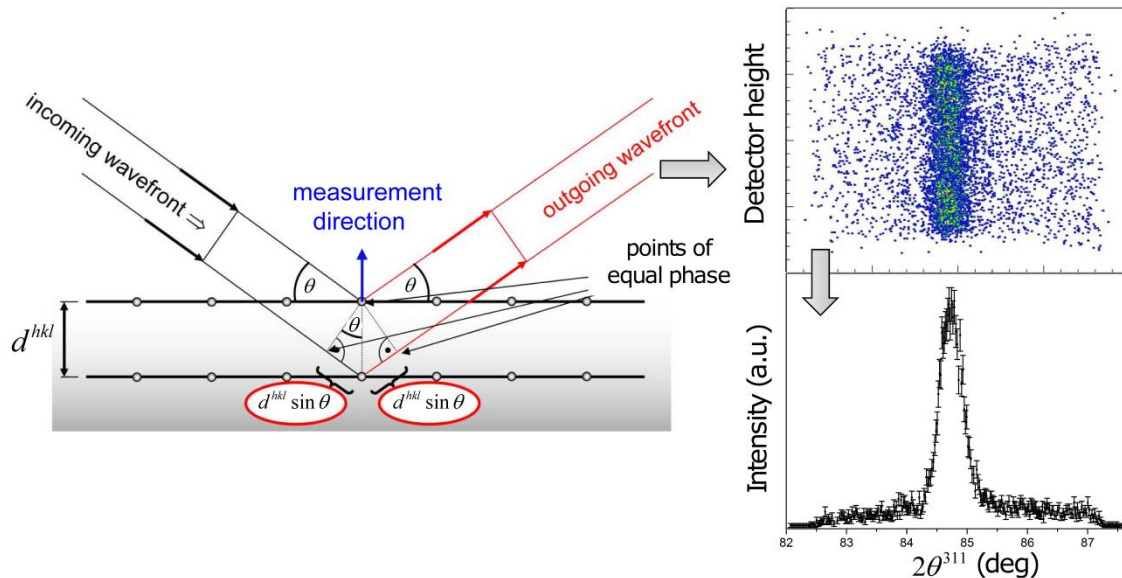 incoming wavefront ⇒
measurement
direction
outgoing wavefront
points of
equal phase
θ
θ
θ
d^{hkl}
d^{hkl} sin θ
d^{hkl} sin θ
Detector height
Intensity (a.u.)
82 83 84 85 86 87
2θ^{311} (deg)